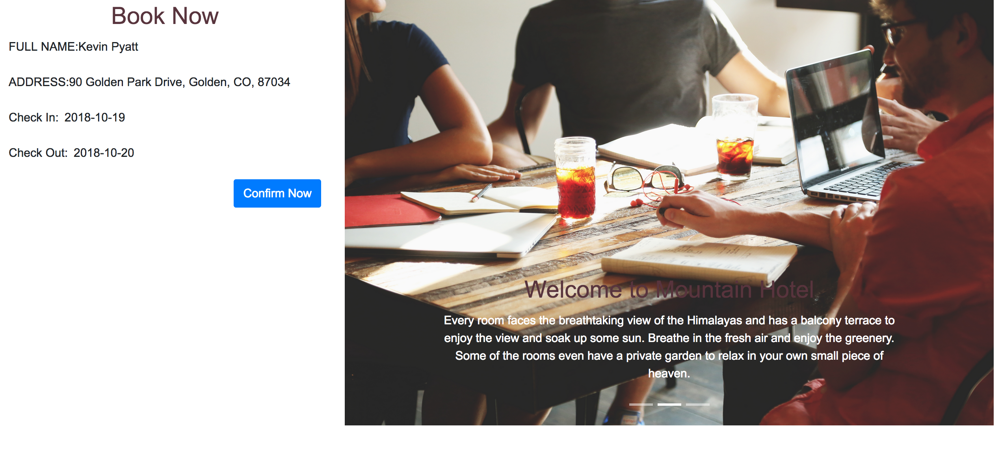 Book Now
FULL NAME:Kevin Pyatt
ADDRESS:90 Golden Park Drive, Golden, CO, 87034
Check In: 2018-10-19
Check Out: 2018-10-20
Confirm Now
Welcome to Mountain Hotel
Every room faces the breathtaking view of the Himalayas and has a balcony terrace to
enjoy the view and soak up some sun. Breathe in the fresh air and enjoy the greenery.
Some of the rooms even have a private garden to relax in your own small piece of
heaven.